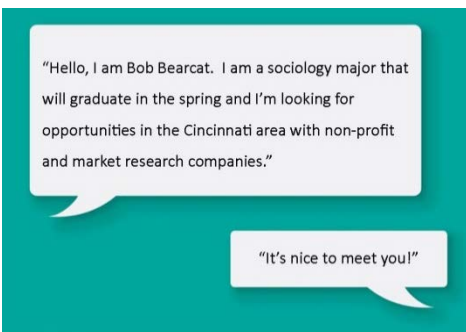 “Hello, I am Bob Bearcat.  I am a sociology major that
will graduate in the spring and I’m looking for
opportunities in the Cincinnati area with non-profit
and market research companies.”
“It’s nice to meet you!”